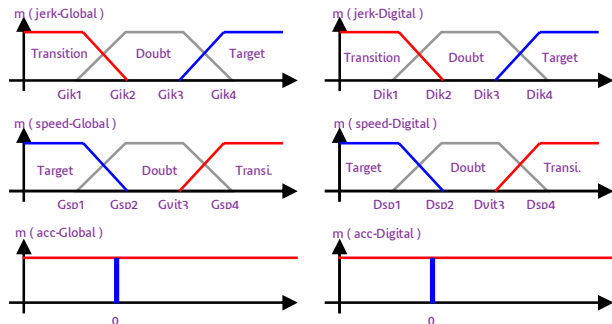 m ( jerk-Global )
m ( jerk-Digital )
Transition Doubt Target
Transition Doubt Target
Gik1 Gik2 Gik3 Gik4
Dik1 Dik2 Dik3 Dik4
m ( speed-Global )
m ( speed-Digital )
Target Doubt Transi.
Target Doubt Transi.
Gsp1 Gsp2 Gvit3 Gsp4
Dsp1 Dsp2 Dvit3 Dsp4
m ( acc-Global )
m ( acc-Digital )
0
0